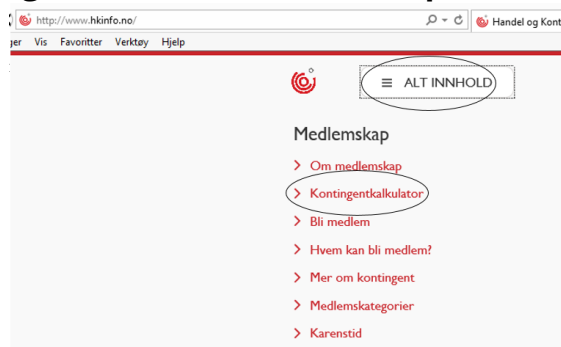 http://www.hkinfo.no/
Handel og Kont
Vis Favoritter Verktøy Hjelp
≡ ALT INNHOLD
Medlemskap
> Om medlemskap
> Kontingentkalkulator
> Bli medlem
> Hvem kan bli medlem?
> Mer om kontingent
> Medlemskategorier
> Karenstid